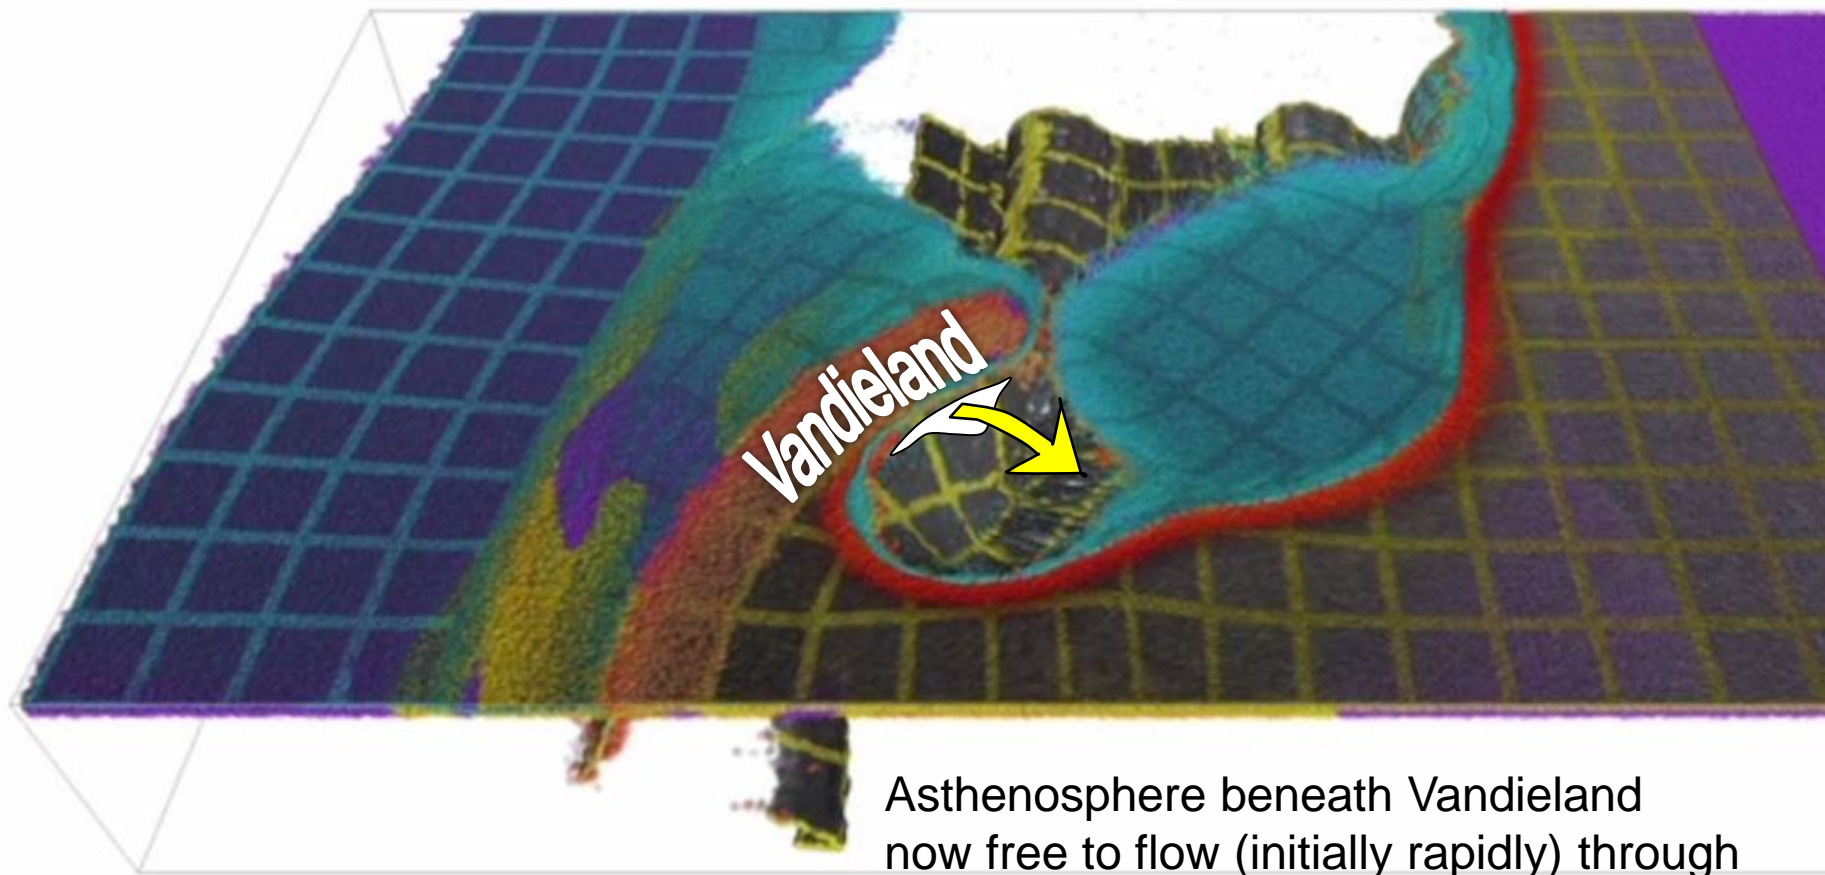 Vandieland
Asthenosphere beneath Vandieland
now free to flow (initially rapidly) through